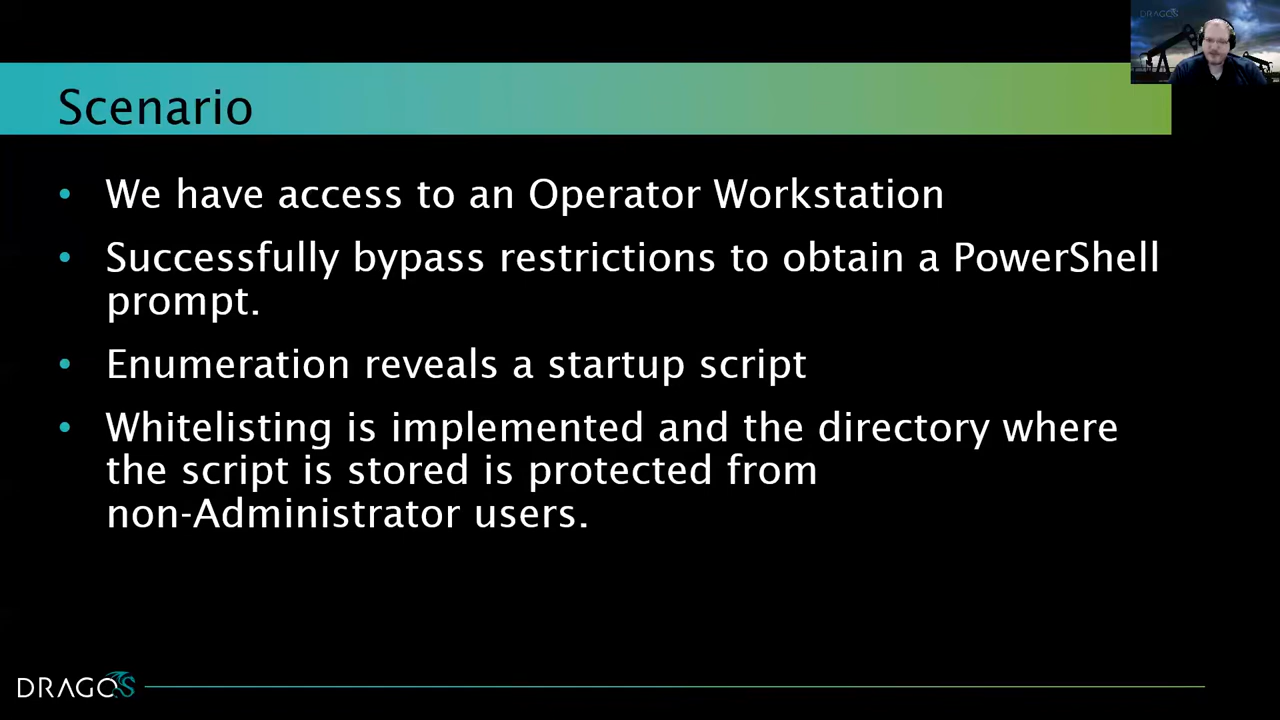 DRAGOS
Scenario
• We have access to an Operator Workstation
• Successfully bypass restrictions to obtain a PowerShell
prompt.
• Enumeration reveals a startup script
• Whitelisting is implemented and the directory where
the script is stored is protected from
non-Administrator users.
DRAGOS